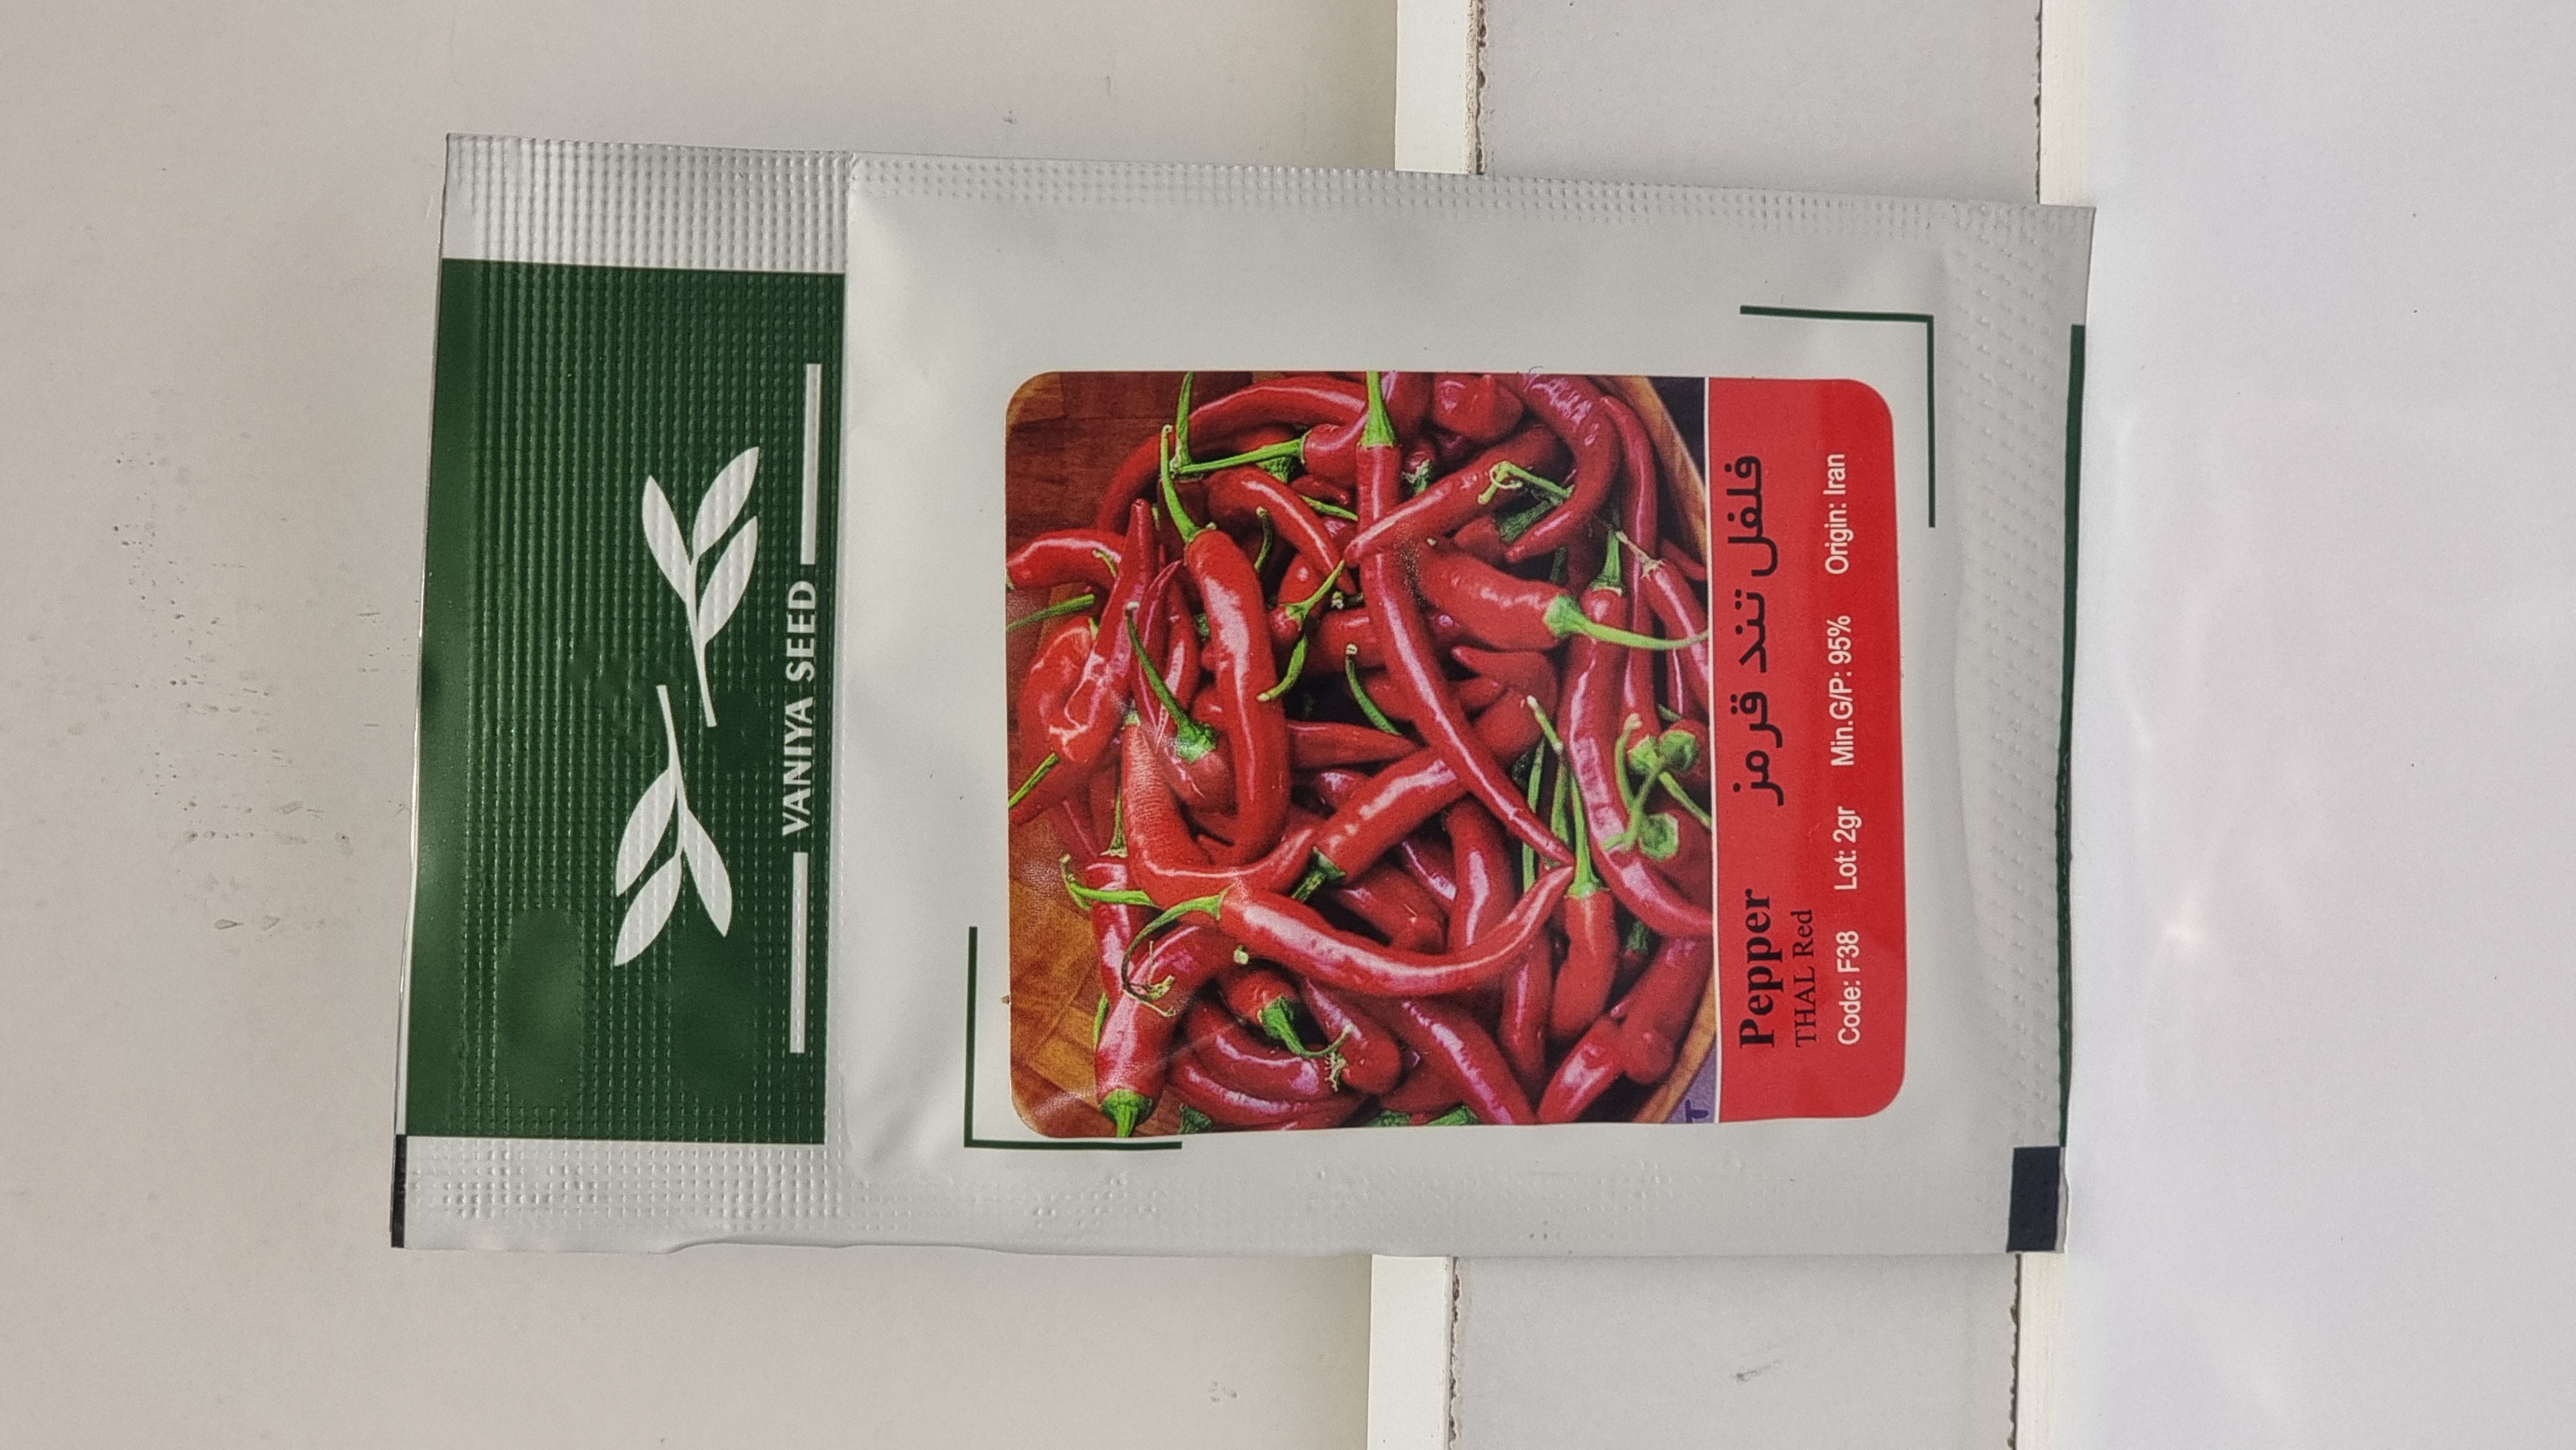 VANIYA SEED
Pepper فلفل تند قرمز
THAL Red
Code: F38 Lot: 2gr Min.G/P: 95% Origin: Iran